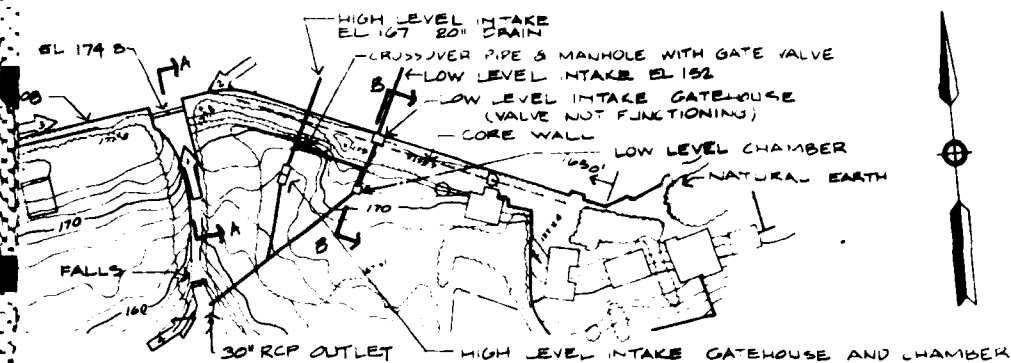 HIGH LEVEL INTAKE
EL 167 20" DRAIN
EL 174 8
A
CROSSOVER PIPE & MANHOLE WITH GATE VALVE
LOW LEVEL INTAKE EL 152
B
LOW LEVEL INTAKE GATEHOUSE
(VALVE NOT FUNCTIONING)
CORE WALL
LOW LEVEL CHAMBER
650'
NATURAL EARTH
170
170
A
B
FALLS
160
30" RCP OUTLET
HIGH LEVEL INTAKE GATEHOUSE AND CHAMBER